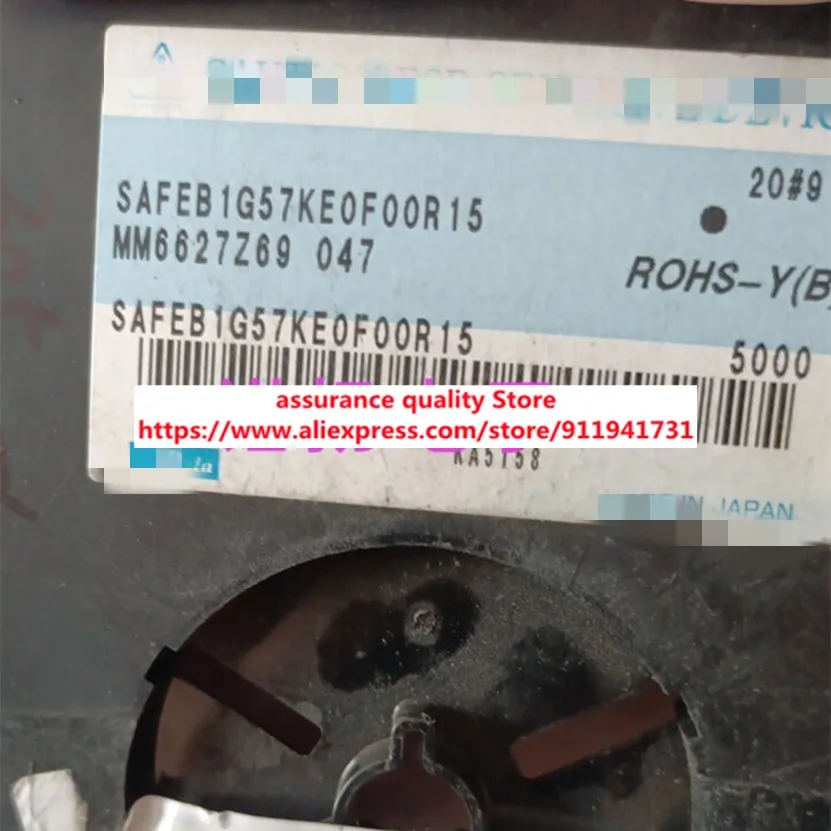 20#9
SAFEB1G57KE0F00R15
MM6627Z69 047
ROHS-Y(B
SAFEB1G57KE0F00R15
5000
assurance quality Store
https://www.aliexpress.com/store/911941731
KA5158
IN JAPAN